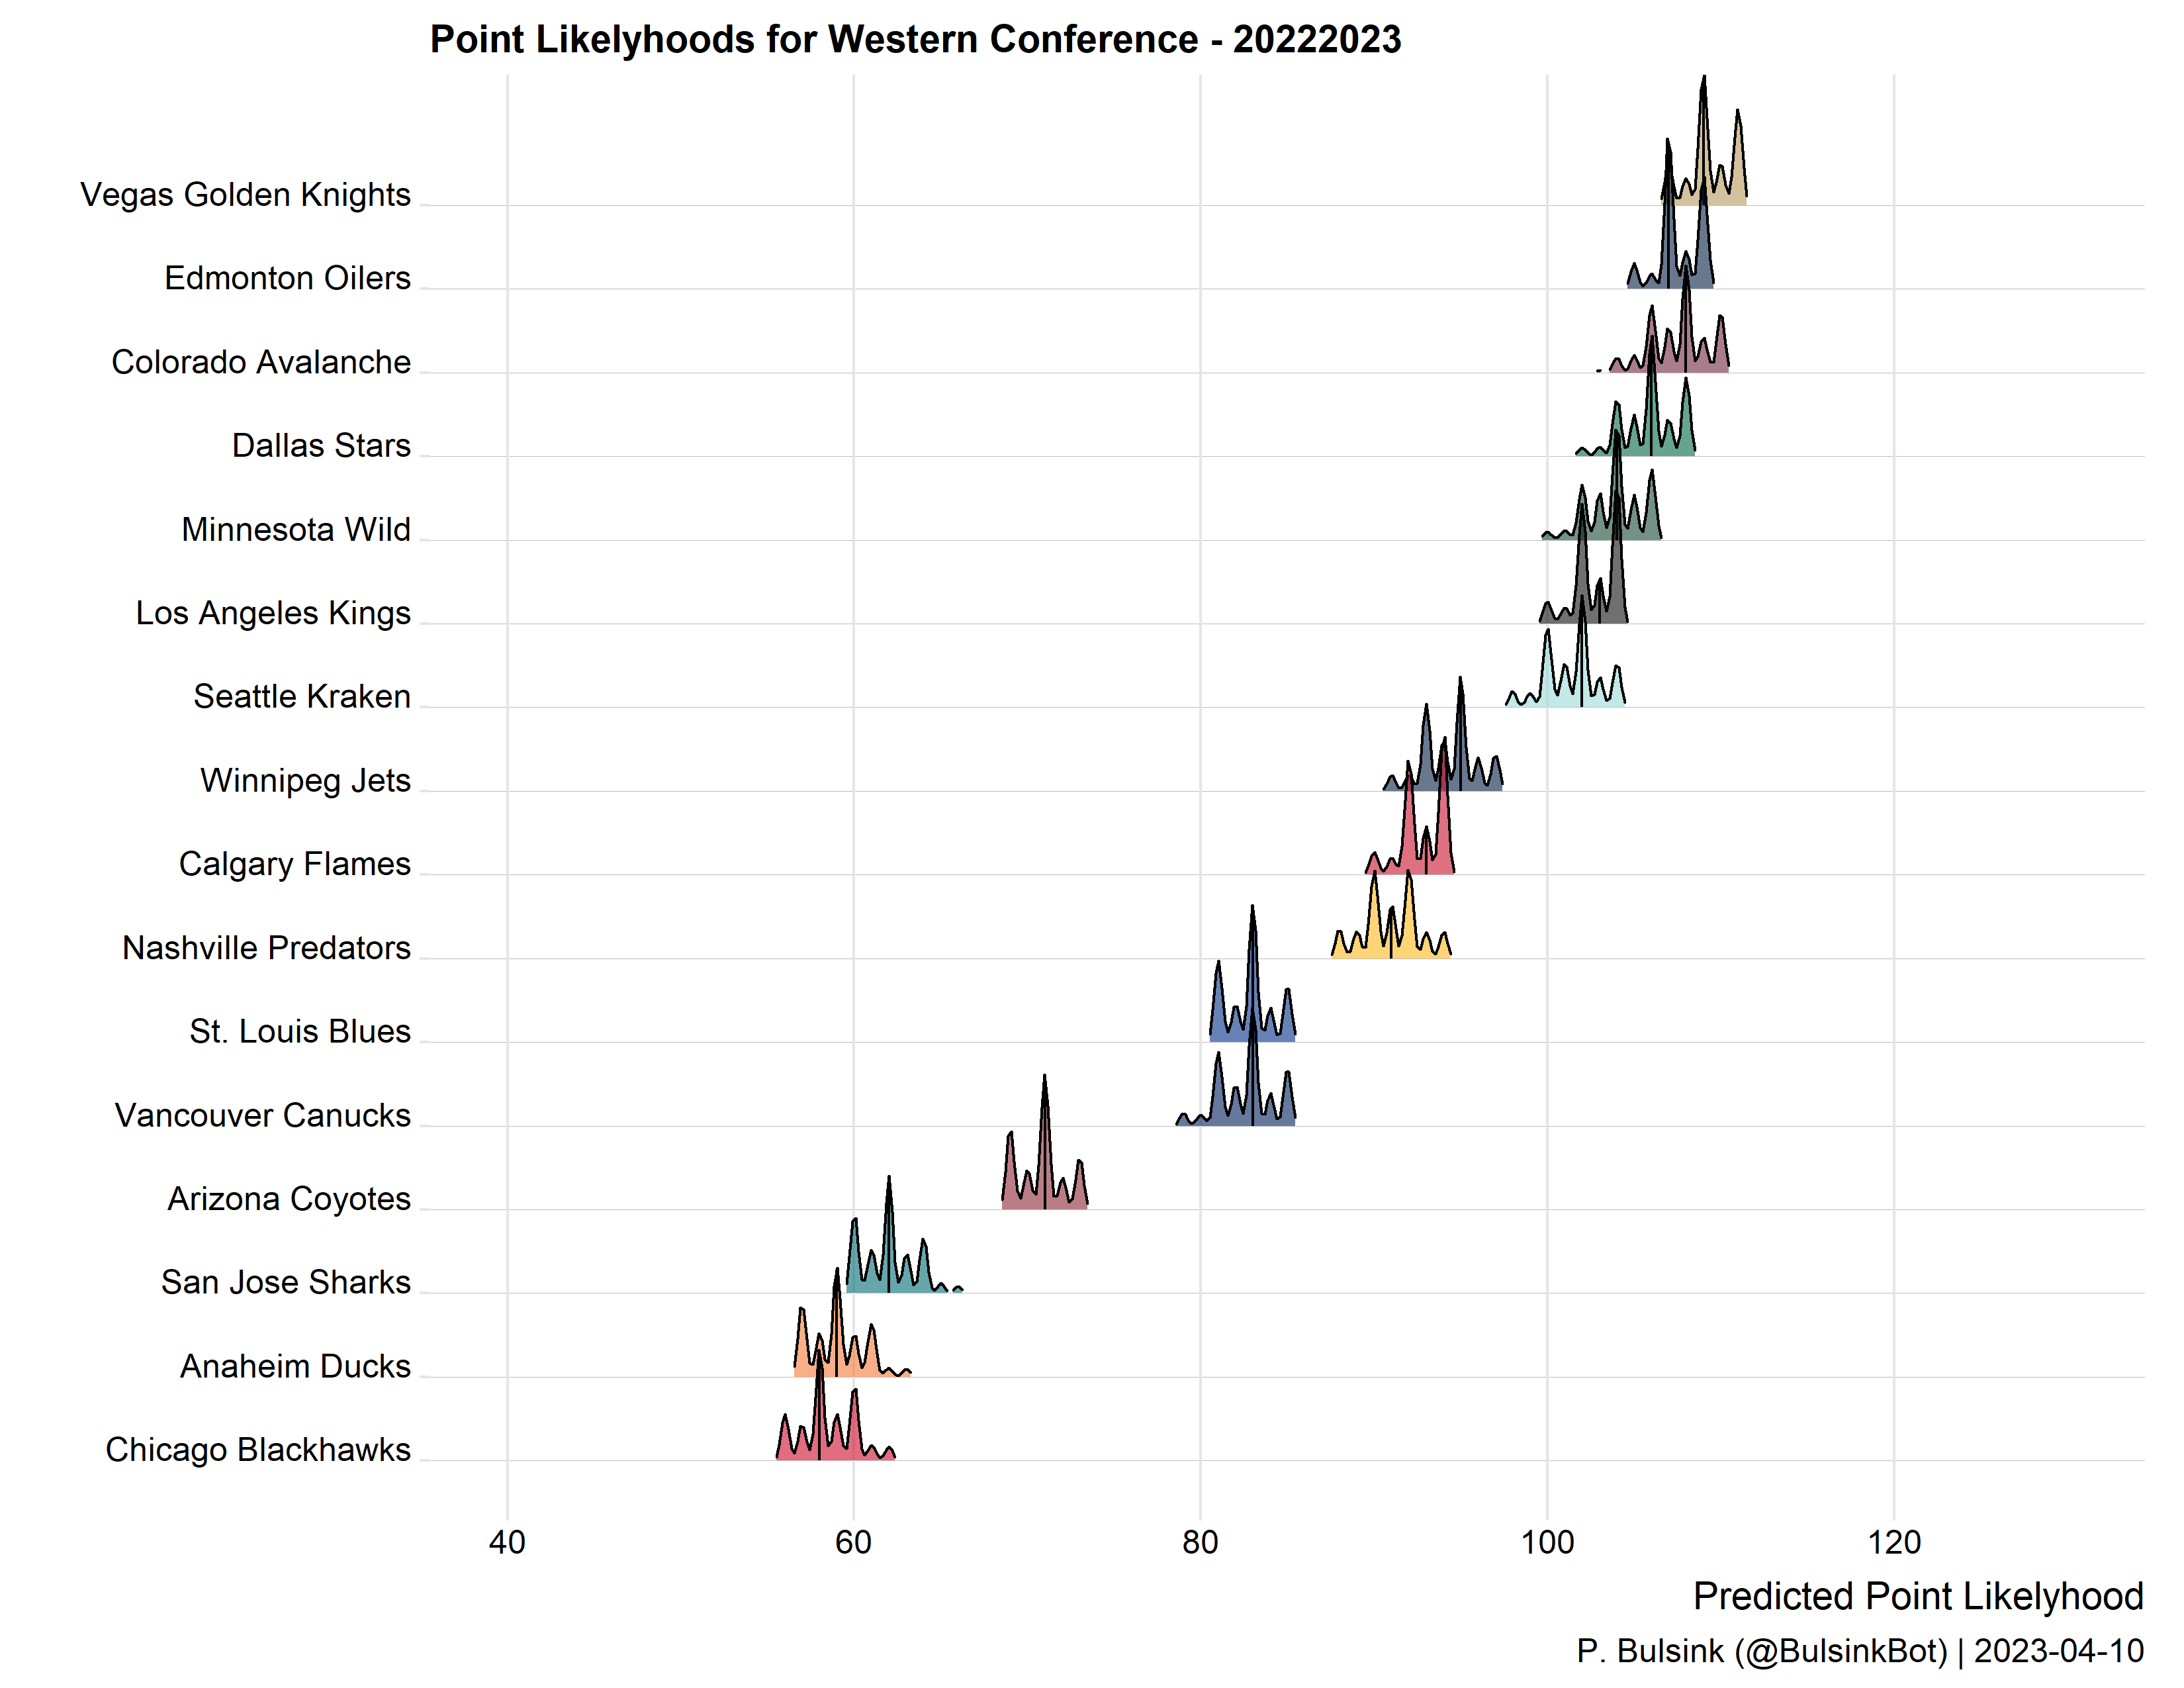 Point Likelyhoods for Western Conference - 20222023
Vegas Golden Knights
Edmonton Oilers
Colorado Avalanche
Dallas Stars
Minnesota Wild
Los Angeles Kings
Seattle Kraken
Winnipeg Jets
Calgary Flames
Nashville Predators
St. Louis Blues
Vancouver Canucks
Arizona Coyotes
San Jose Sharks
Anaheim Ducks
Chicago Blackhawks
40 60 80 100 120
Predicted Point Likelyhood
P. Bulsink (@BulsinkBot) | 2023-04-10